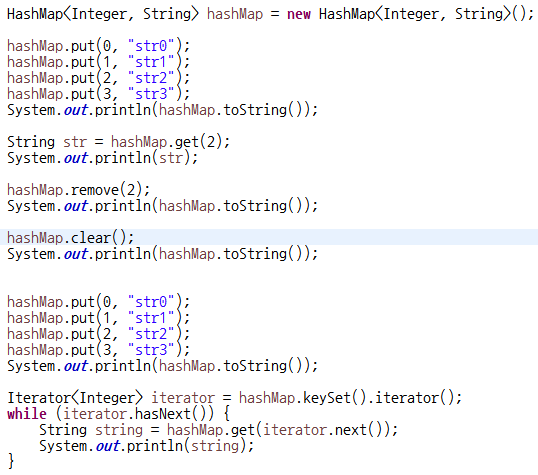 HashMap<Integer, String> hashMap = new HashMap<Integer, String>();
hashMap.put(0, "str0");
hashMap.put(1, "str1");
hashMap.put(2, "str2");
hashMap.put(3, "str3");
System.out.println(hashMap.toString());
String str = hashMap.get(2);
System.out.println(str);
hashMap.remove(2);
System.out.println(hashMap.toString());
hashMap.clear();
System.out.println(hashMap.toString());
hashMap.put(0, "str0");
hashMap.put(1, "str1");
hashMap.put(2, "str2");
hashMap.put(3, "str3");
System.out.println(hashMap.toString());
Iterator<Integer> iterator = hashMap.keySet().iterator();
while (iterator.hasNext()) {
    String string = hashMap.get(iterator.next());
    System.out.println(string);
}